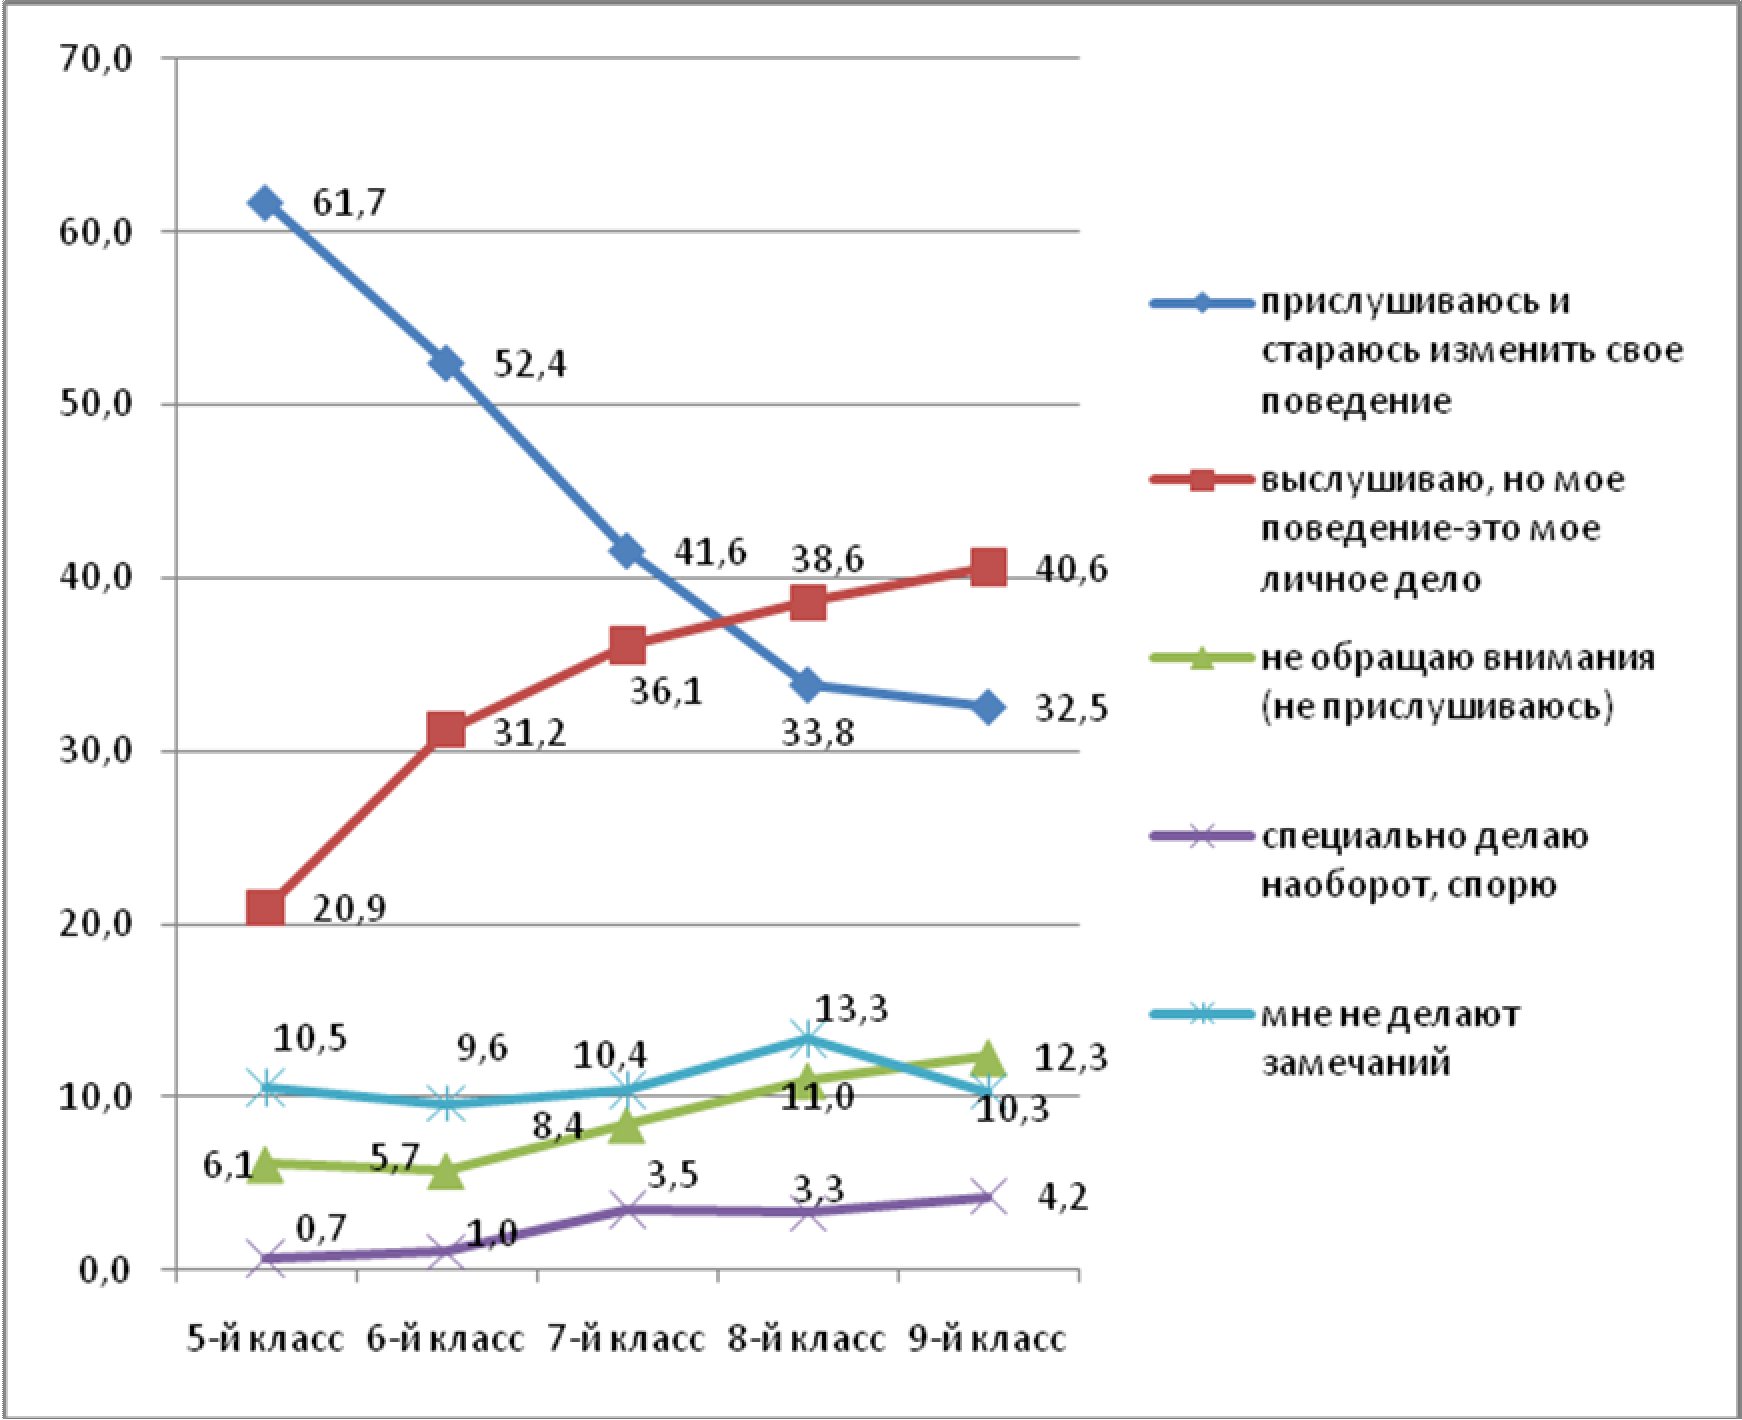 70,0
60,0
50,0
40,0
30,0
20,0
10,0
0,0
61,7
52,4
41,6
33,8
32,5
20,9
31,2
36,1
38,6
40,6
6,1
5,7
8,4
11,0
12,3
0,7
1,0
3,5
3,3
4,2
10,5
9,6
10,4
13,3
10,3
5-й класс
6-й класс
7-й класс
8-й класс
9-й класс
прислушиваюсь и
стараюсь изменить свое
поведение
выслушиваю, но мое
поведение-это мое
личное дело
не обращаю внимания
(не прислушиваюсь)
специально делаю
наоборот, спорю
мне не делают
замечаний